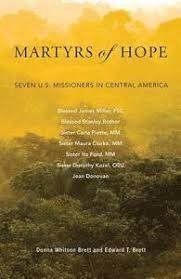 MARTYRS of HOPE
SEVEN U.S. MISSIONERS IN CENTRAL AMERICA
Blessed James Miller, FSC
Blessed Stanley Rother
Sister Carla Piette, MM
Sister Maura Clarke, MM
Sister Ita Ford, MM
Sister Dorothy Kazel, OSU
Jean Donovan
Donna Whitson Brett and Edward T. Brett